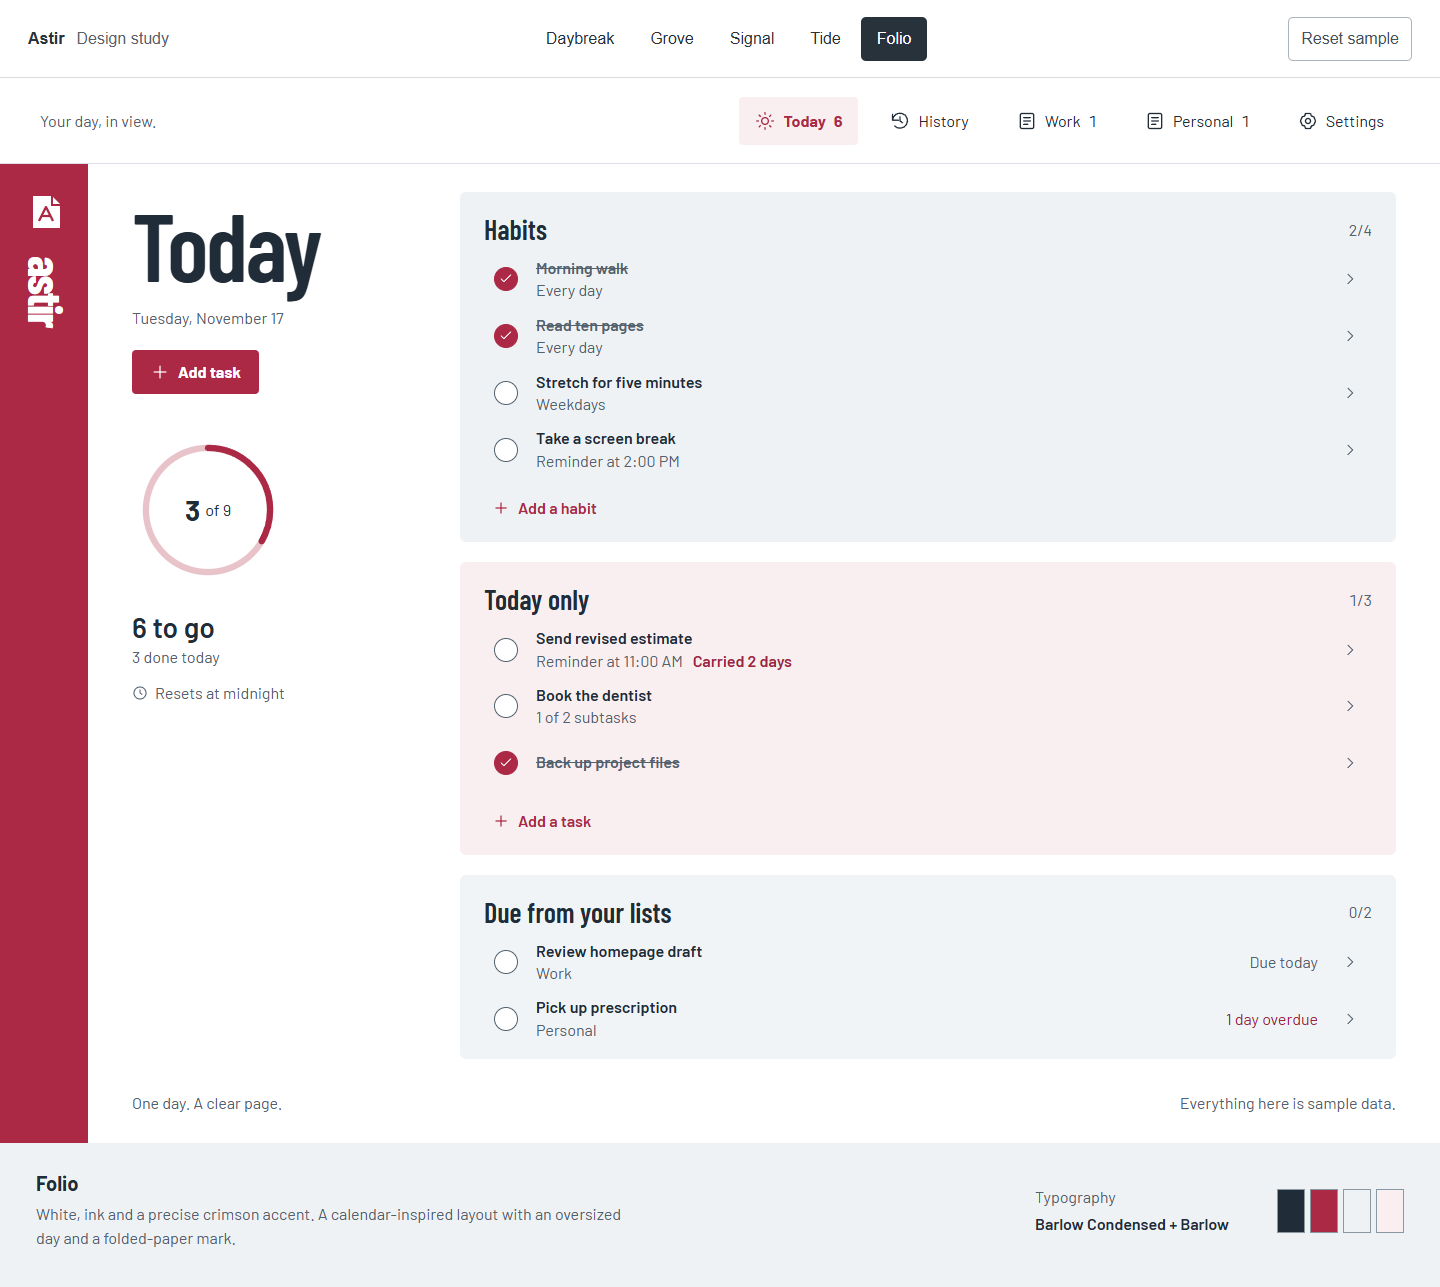 Astir Design study
Daybreak Grove Signal Tide Folio
Reset sample
Your day, in view.
Today 6 History Work 1 Personal 1 Settings
A
astir
Today
Tuesday, November 17
Add task
3 of 9
6 to go
3 done today
Resets at midnight
Habits 2/4
Morning walk
Every day
Read ten pages
Every day
Stretch for five minutes
Weekdays
Take a screen break
Reminder at 2:00 PM
Add a habit
Today only 1/3
Send revised estimate
Reminder at 11:00 AM Carried 2 days
Book the dentist
1 of 2 subtasks
Back up project files
Add a task
Due from your lists 0/2
Review homepage draft
Work
Due today
Pick up prescription
Personal
1 day overdue
One day. A clear page.
Everything here is sample data.
Folio
White, ink and a precise crimson accent. A calendar-inspired layout with an oversized
day and a folded-paper mark.
Typography
Barlow Condensed + Barlow